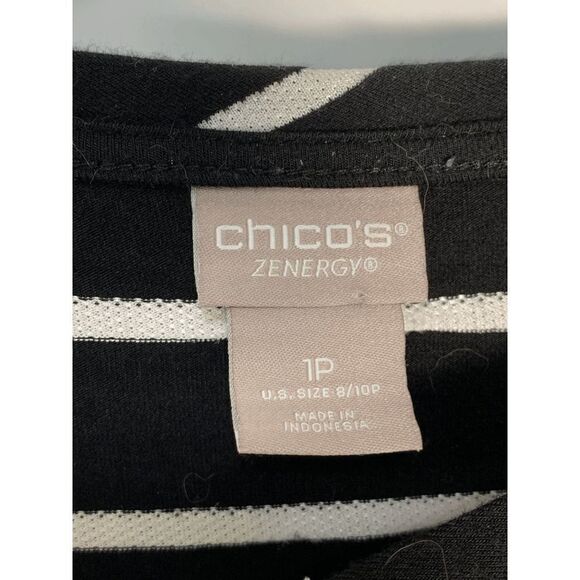 chico's®
ZENERGY®
1P
U.S. SIZE 8/10P
MADE IN
INDONESIA